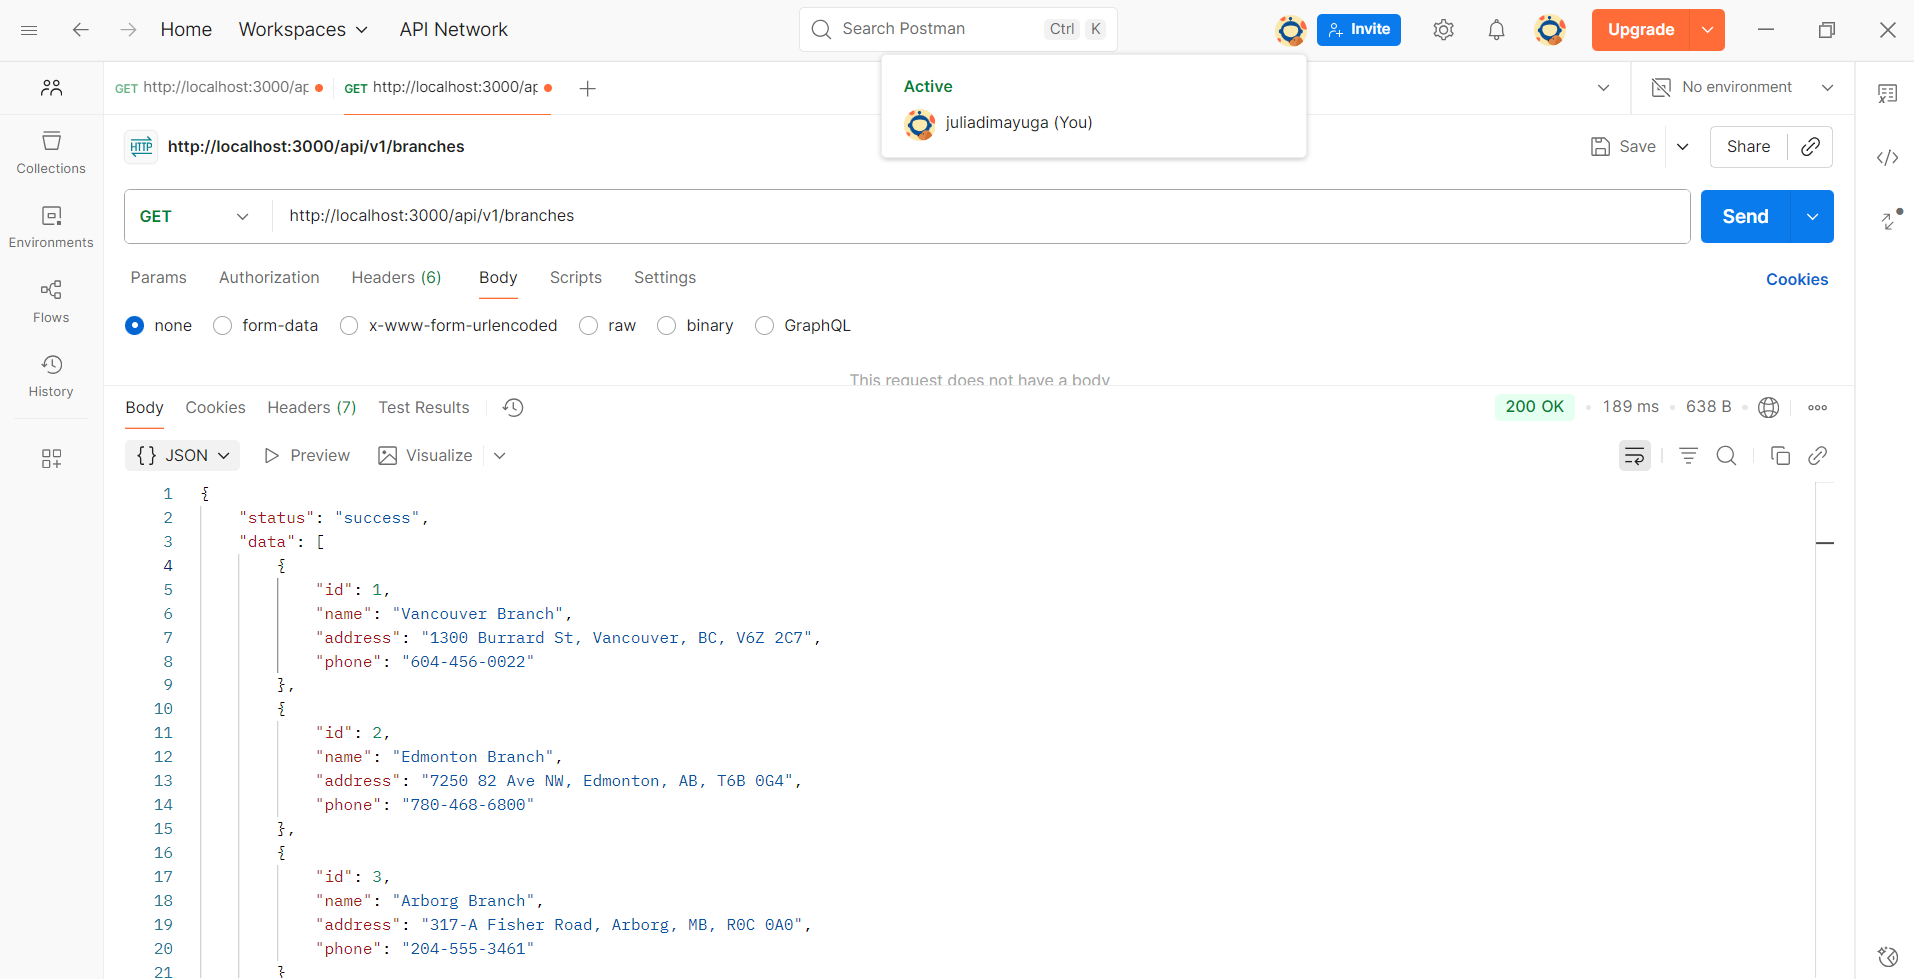 Home Workspaces API Network Search Postman Ctrl K Invite Upgrade
GET http://localhost:3000/ap GET http://localhost:3000/ap No environment
Active
juliadimayuga (You)
HTTP http://localhost:3000/api/v1/branches Save Share
Collections
GET http://localhost:3000/api/v1/branches Send
Environments
Params Authorization Headers (6) Body Scripts Settings Cookies
Flows
none form-data x-www-form-urlencoded raw binary GraphQL
This request does not have a body
History
Body Cookies Headers (7) Test Results 200 OK 189 ms 638 B
{} JSON Preview Visualize
1 {
2 "status": "success",
3 "data": [
4 {
5 "id": 1,
6 "name": "Vancouver Branch",
7 "address": "1300 Burrard St, Vancouver, BC, V6Z 2C7",
8 "phone": "604-456-0022"
9 },
10 {
11 "id": 2,
12 "name": "Edmonton Branch",
13 "address": "7250 82 Ave NW, Edmonton, AB, T6B 0G4",
14 "phone": "780-468-6800"
15 },
16 {
17 "id": 3,
18 "name": "Arborg Branch",
19 "address": "317-A Fisher Road, Arborg, MB, R0C 0A0",
20 "phone": "204-555-3461"
21 }